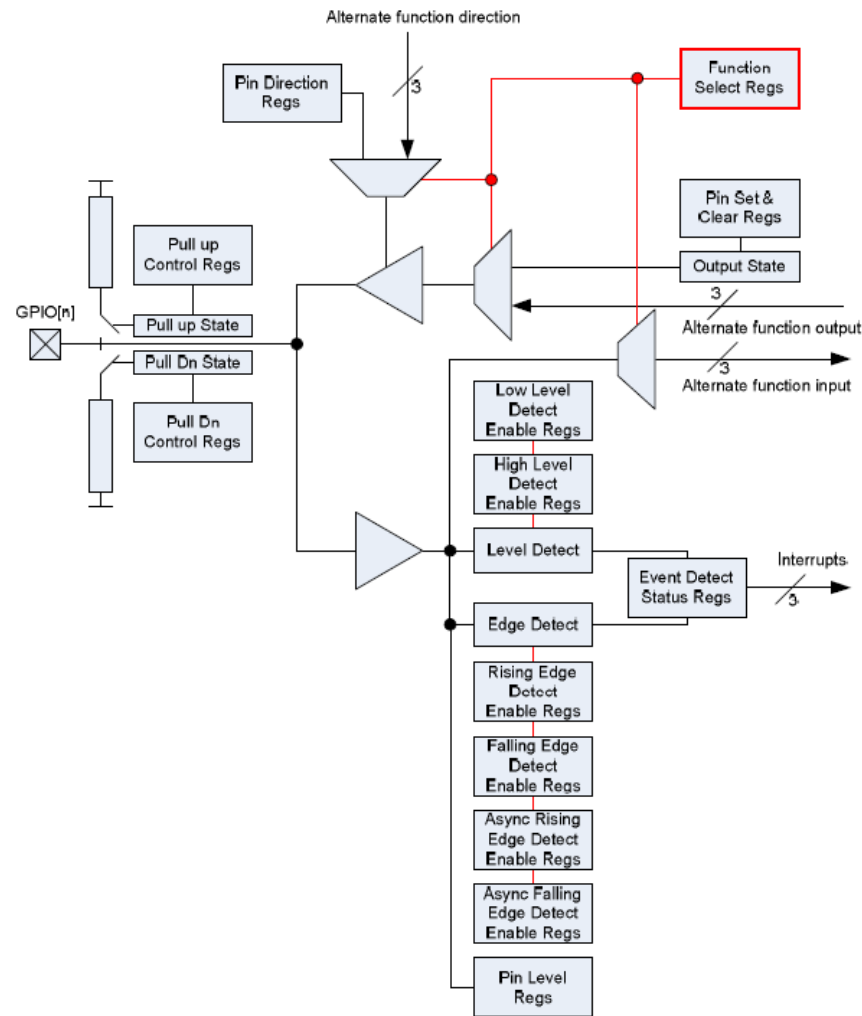 Alternate function direction
3
Pin Direction
Regs
Function
Select Regs
Pin Set &
Clear Regs
Output State
Pull up
Control Regs
GPIO[n]
Pull up State
Pull Dn State
Pull Dn
Control Regs
3
Alternate function output
3
Alternate function input
Low Level
Detect
Enable Regs
High Level
Detect
Enable Regs
Level Detect
Interrupts
Event Detect
Status Regs
3
Edge Detect
Rising Edge
Detect
Enable Regs
Falling Edge
Detect
Enable Regs
Async Rising
Edge Detect
Enable Regs
Async Falling
Edge Detect
Enable Regs
Pin Level
Regs